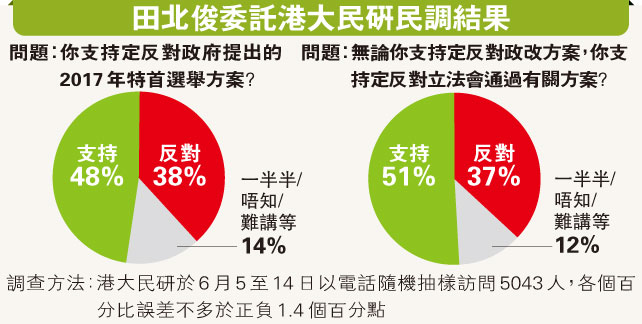 田北俊委託港大民研民調結果
問題：你支持定反對政府提出的
2017年特首選舉方案？
支持
48%
反對
38%
一半半/
唔知/
難講等
14%
問題：無論你支持定反對政改方案，你支
持定反對立法會通過有關方案？
支持
51%
反對
37%
一半半/
唔知/
難講等
12%
調查方法：港大民研於6月5至14日以電話隨機抽樣訪問5043人，各個百
分比誤差不多於正負1.4個百分點